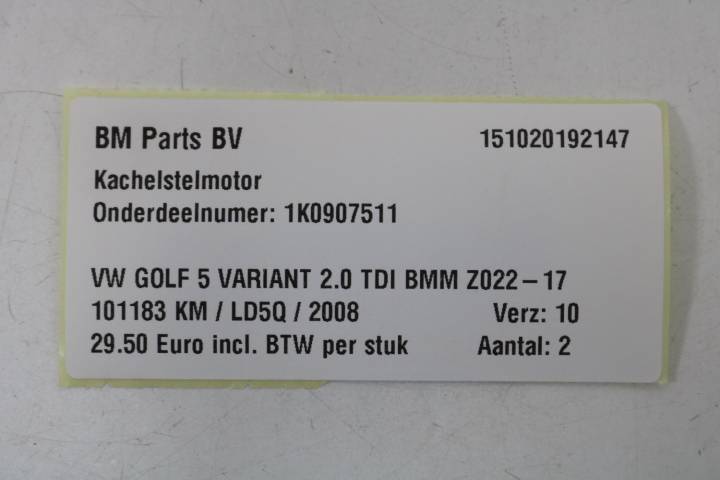 BM Parts BV 151020192147
Kachelstelmotor
Onderdeelnumer: 1K0907511
VW GOLF 5 VARIANT 2.0 TDI BMM Z022-17
101183 KM / LD5Q / 2008 Verz: 10
29.50 Euro incl. BTW per stuk Aantal: 2